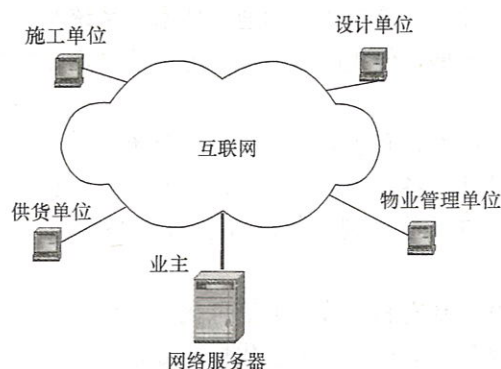 施工单位
设计单位
互联网
供货单位
物业管理单位
业主
网络服务器